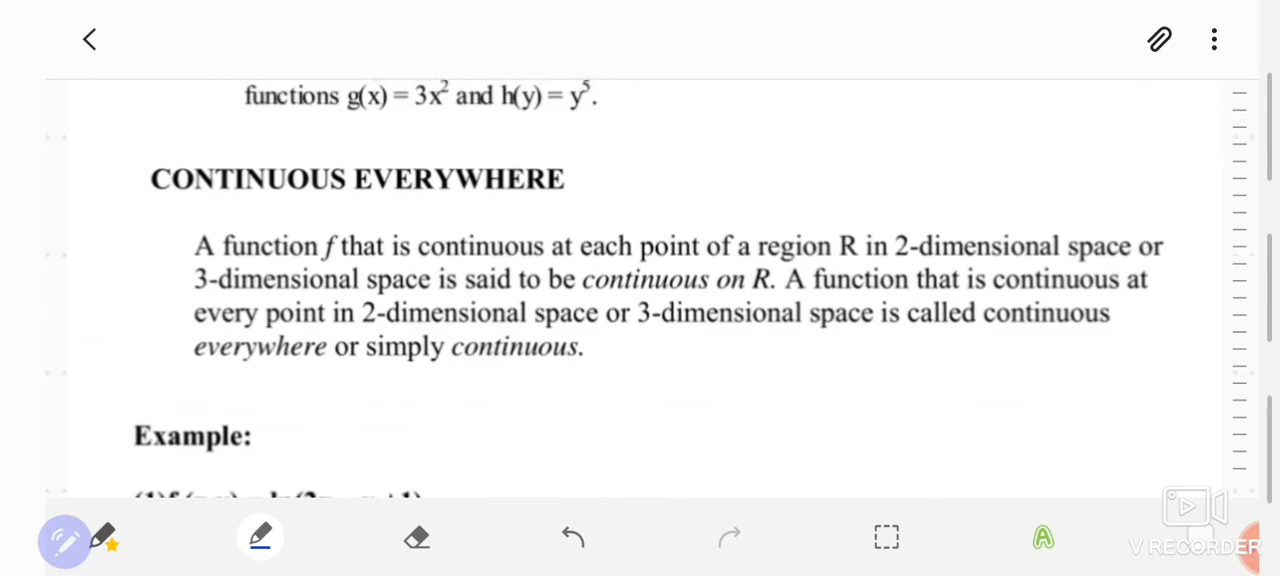 functions g(x) = 3x² and h(y) = y⁵.
CONTINUOUS EVERYWHERE
A function f that is continuous at each point of a region R in 2-dimensional space or
3-dimensional space is said to be continuous on R. A function that is continuous at
every point in 2-dimensional space or 3-dimensional space is called continuous
everywhere or simply continuous.
Example:
A
V RECORDER